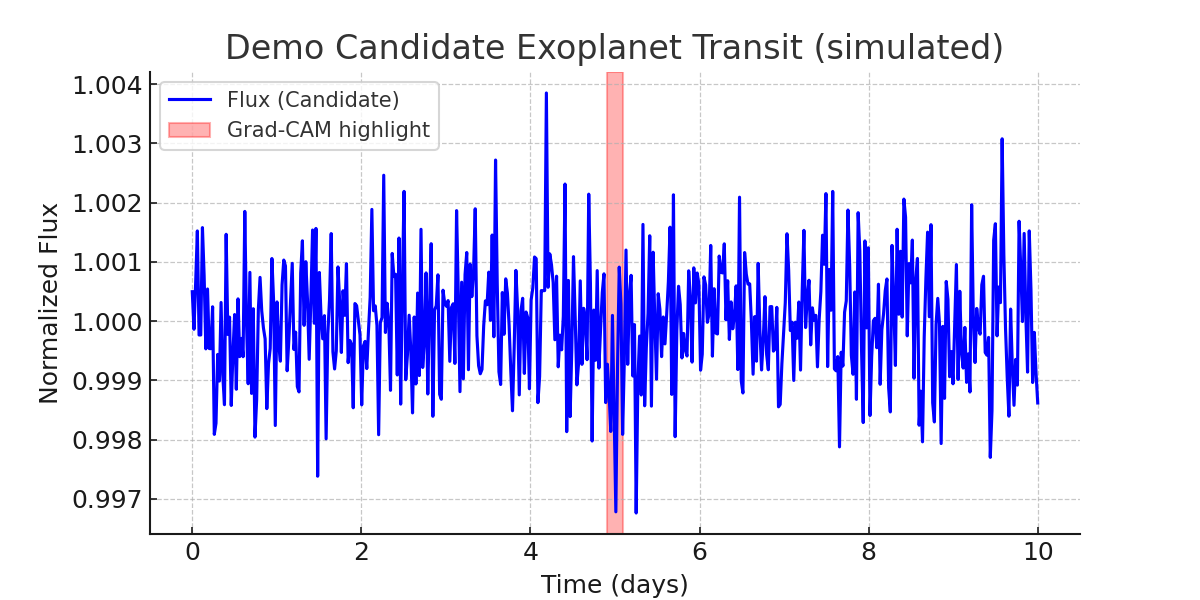 Demo Candidate Exoplanet Transit (simulated)
Flux (Candidate)
Grad-CAM highlight
1.004
1.003
1.002
1.001
1.000
0.999
0.998
0.997
Normalized Flux
0 2 4 6 8 10
Time (days)